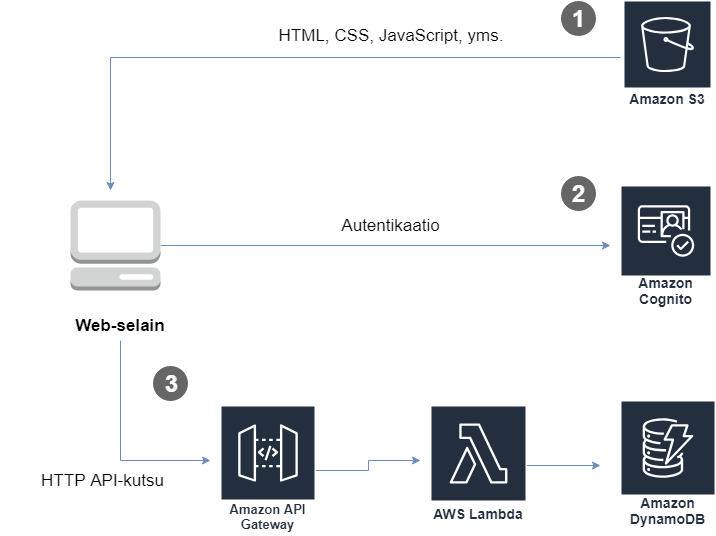 HTML, CSS, JavaScript, yms.
1
Amazon S3
2
Autentikaatio
Amazon
Cognito
Web-selain
3
HTTP API-kutsu
Amazon API
Gateway
AWS Lambda
Amazon
DynamoDB